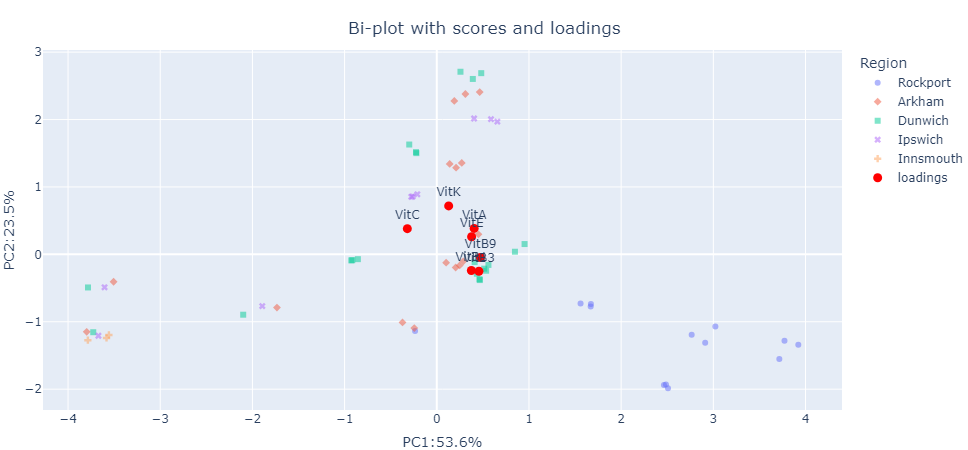 Bi-plot with scores and loadings
3
2
1
0
−1
−2
PC2:23.5%
−4
−3
−2
−1
0
1
2
3
4
PC1:53.6%
VitK
VitC
VitA
VitE
VitB9
Region
Rockport
Arkham
Dunwich
Ipswich
Innsmouth
loadings